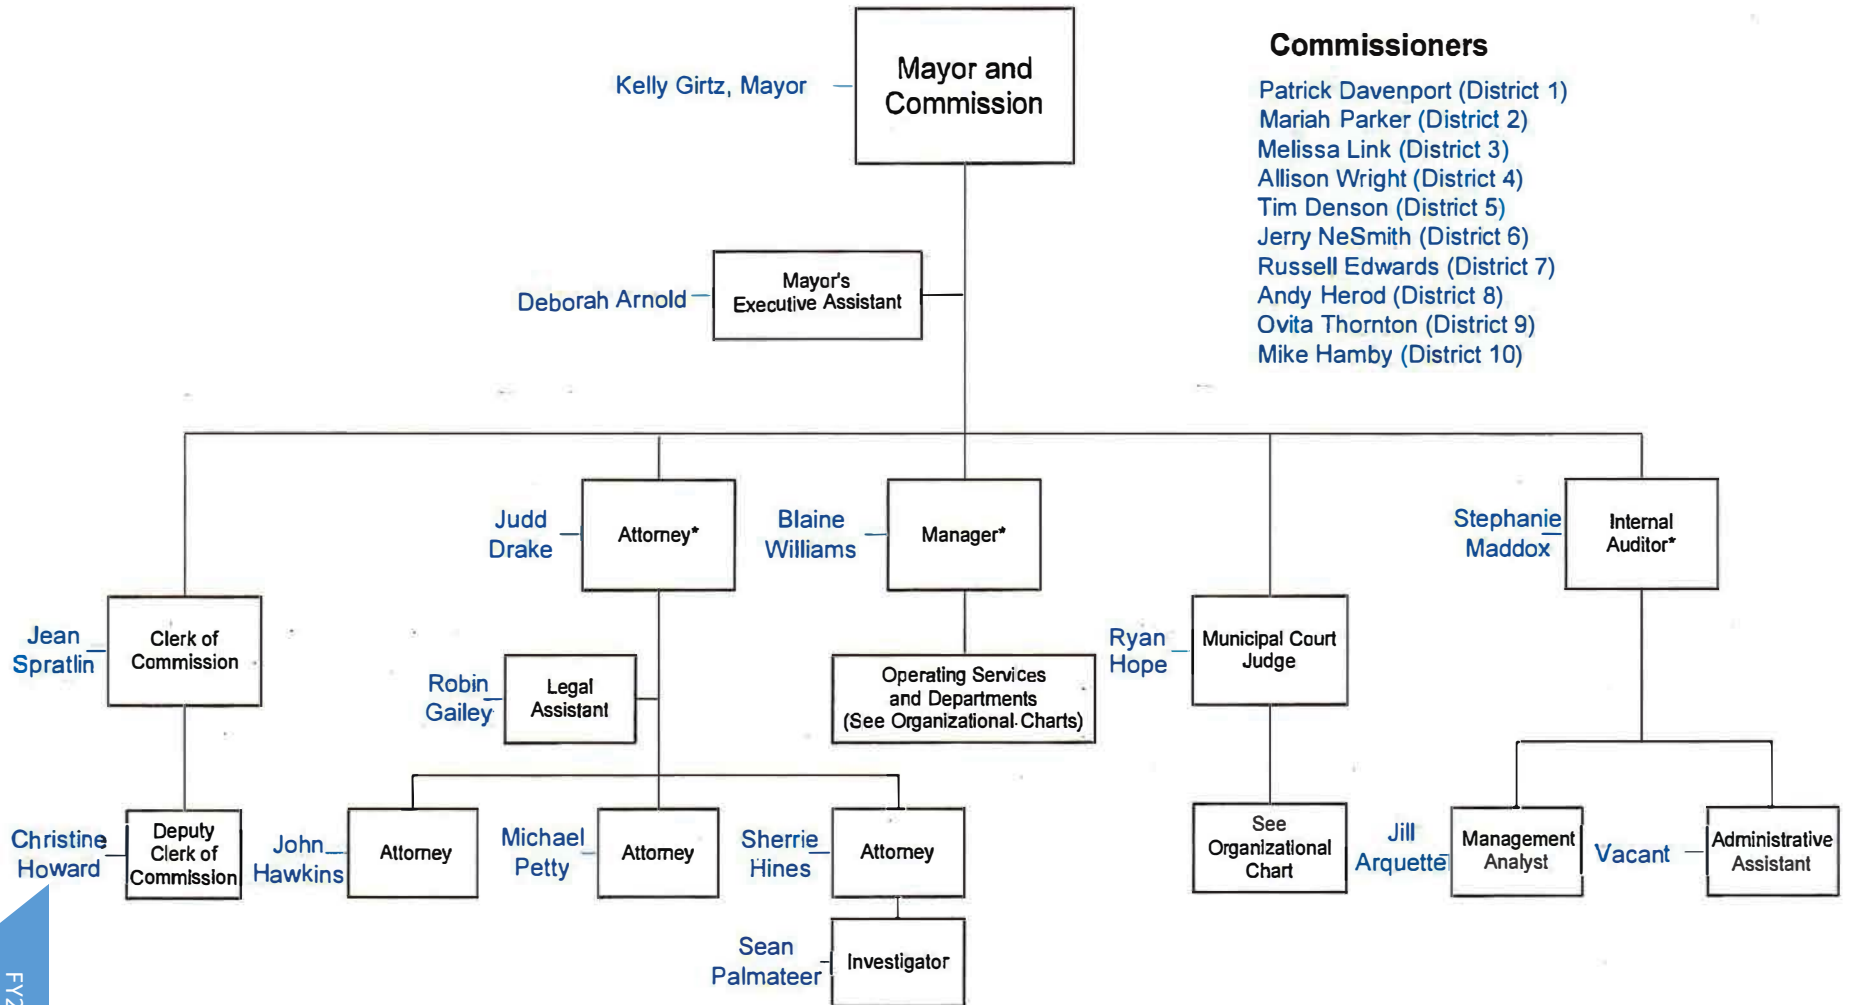 Mayor and
Commission
Kelly Girtz, Mayor
Commissioners
Patrick Davenport (District 1)
Mariah Parker (District 2)
Melissa Link (District 3)
Allison Wright (District 4)
Tim Denson (District 5)
Jerry NeSmith (District 6)
Russell Edwards (District 7)
Andy Herod (District 8)
Ovita Thornton (District 9)
Mike Hamby (District 10)
Deborah Arnold
Mayor's
Executive Assistant
Judd
Drake
Attorney*
Blaine
Williams
Manager*
Stephanie
Maddox
Internal
Auditor*
Jean
Spratlin
Clerk of
Commission
Robin
Gailey
Legal
Assistant
Operating Services
and Departments
(See Organizational Charts)
Ryan
Hope
Municipal Court
Judge
Christine
Howard
Deputy
Clerk of
Commission
John
Hawkins
Attorney
Michael
Petty
Attorney
Sherrie
Hines
Attorney
See
Organizational
Chart
Jill
Arquette
Management
Analyst
Vacant
Administrative
Assistant
Sean
Palmateer
Investigator